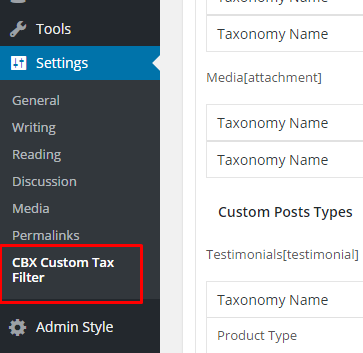 Tools
Settings
General
Writing
Reading
Discussion
Media
Permalinks
CBX Custom Tax
Filter
Admin Style
Taxonomy Name
Taxonomy Name
Media[attachment]
Taxonomy Name
Taxonomy Name
Custom Posts Types
Testimonials[testimonial]
Taxonomy Name
Product Type